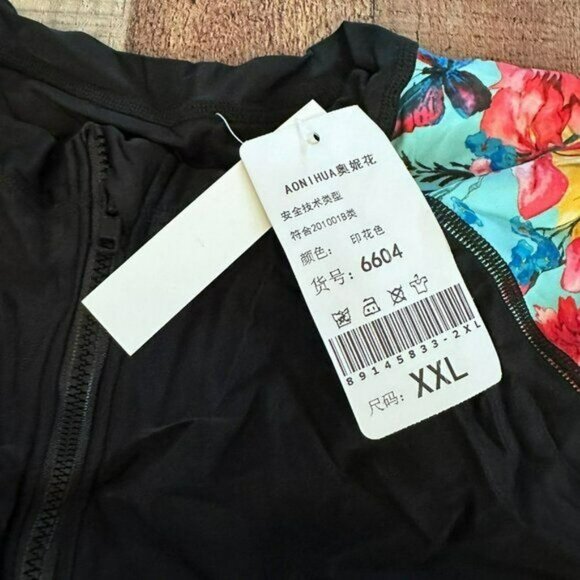 AONIHUA奥妮花
安全技术类型
符合201001B类
颜色: 印花色
货号: 6604
89145833-2XL
尺码: XXL